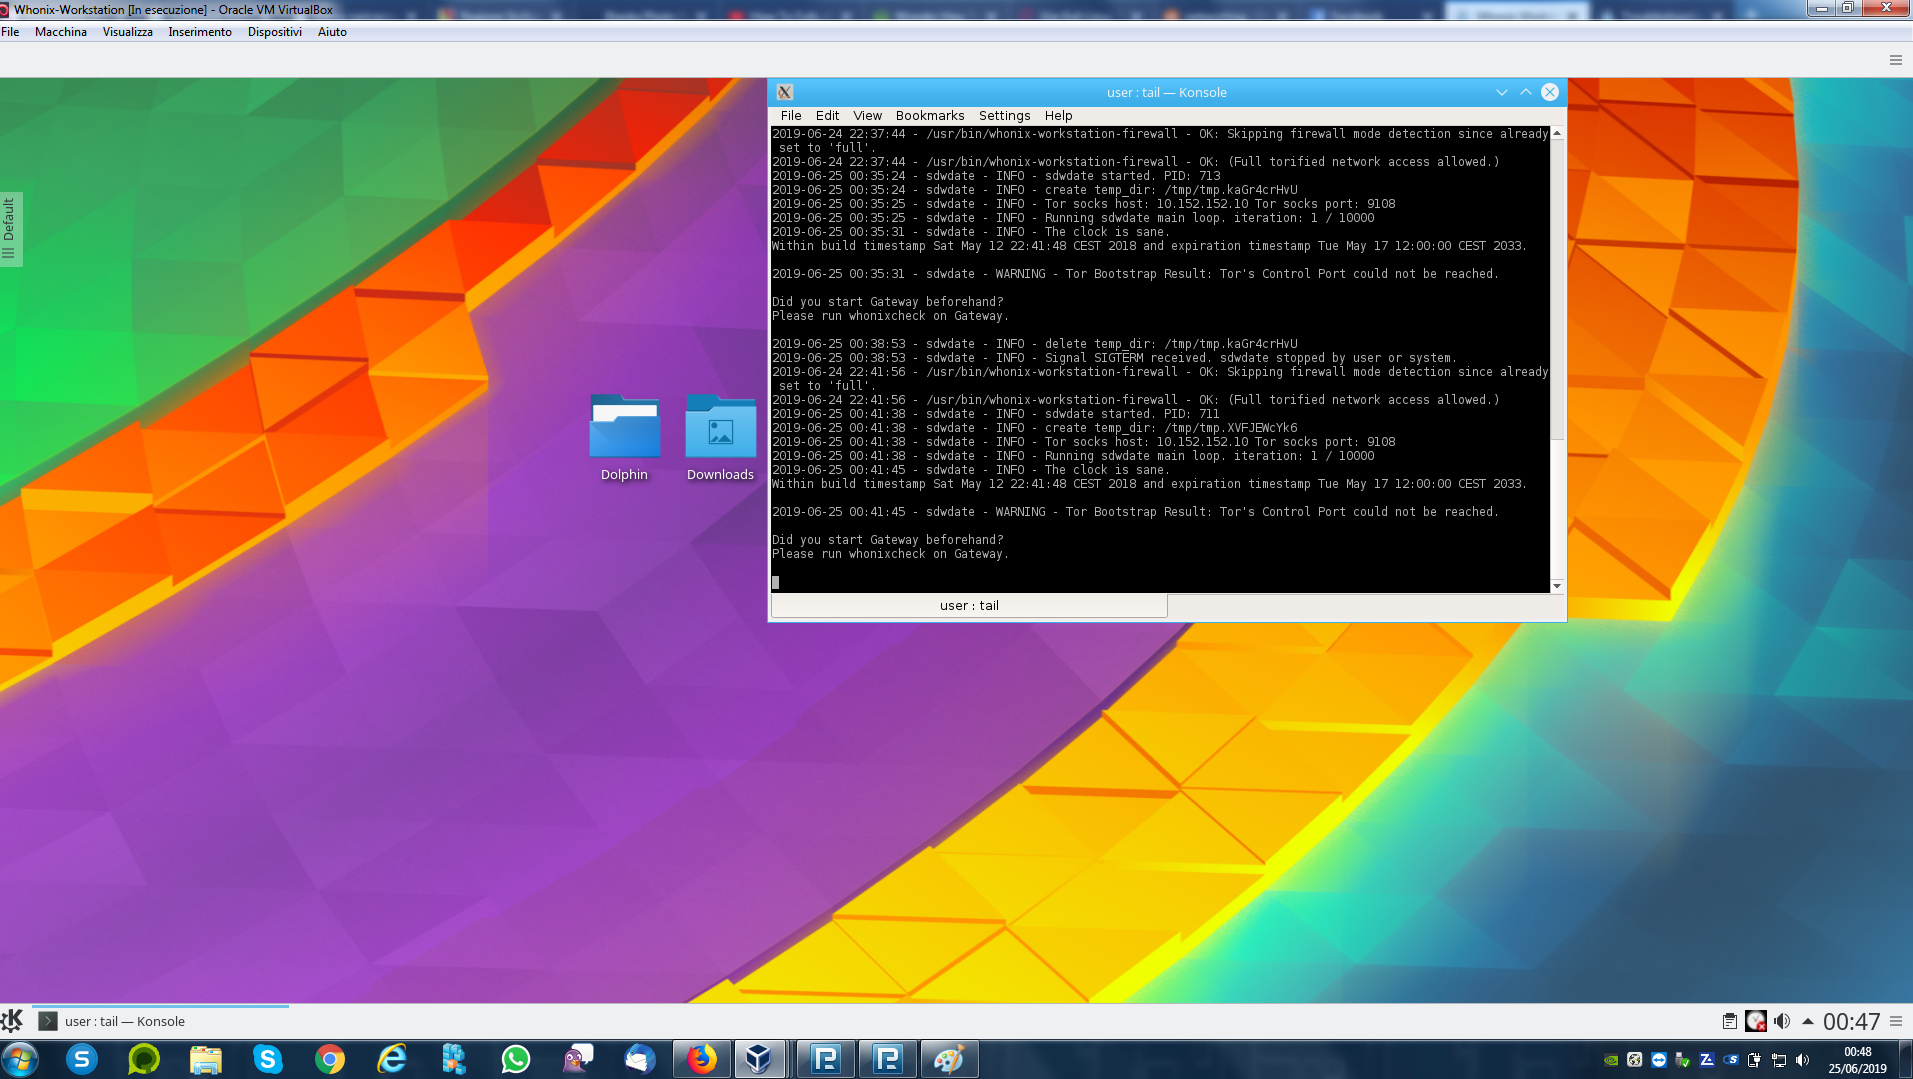 Whonix-Workstation [In esecuzione] - Oracle VM VirtualBox
File Macchina Visualizza Inserimento Dispositivi Aiuto
Default
user : tail — Konsole
File Edit View Bookmarks Settings Help
2019-06-24 22:37:44 - /usr/bin/whonix-workstation-firewall - OK: Skipping firewall mode detection since already
set to 'full'.
2019-06-24 22:37:44 - /usr/bin/whonix-workstation-firewall - OK: (Full torified network access allowed.)
2019-06-25 00:35:24 - sdwdate - INFO - sdwdate started. PID: 713
2019-06-25 00:35:24 - sdwdate - INFO - create temp_dir: /tmp/tmp.kaGr4crHvU
2019-06-25 00:35:25 - sdwdate - INFO - Tor socks host: 10.152.152.10 Tor socks port: 9108
2019-06-25 00:35:25 - sdwdate - INFO - Running sdwdate main loop. iteration: 1 / 10000
2019-06-25 00:35:31 - sdwdate - INFO - The clock is sane.
Within build timestamp Sat May 12 22:41:48 CEST 2018 and expiration timestamp Tue May 17 12:00:00 CEST 2033.
2019-06-25 00:35:31 - sdwdate - WARNING - Tor Bootstrap Result: Tor's Control Port could not be reached.
Did you start Gateway beforehand?
Please run whonixcheck on Gateway.
2019-06-25 00:38:53 - sdwdate - INFO - delete temp_dir: /tmp/tmp.kaGr4crHvU
2019-06-25 00:38:53 - sdwdate - INFO - Signal SIGTERM received. sdwdate stopped by user or system.
2019-06-24 22:41:56 - /usr/bin/whonix-workstation-firewall - OK: Skipping firewall mode detection since already
set to 'full'.
2019-06-24 22:41:56 - /usr/bin/whonix-workstation-firewall - OK: (Full torified network access allowed.)
2019-06-25 00:41:38 - sdwdate - INFO - sdwdate started. PID: 711
2019-06-25 00:41:38 - sdwdate - INFO - create temp_dir: /tmp/tmp.XVFJEWcYk6
2019-06-25 00:41:38 - sdwdate - INFO - Tor socks host: 10.152.152.10 Tor socks port: 9108
2019-06-25 00:41:38 - sdwdate - INFO - Running sdwdate main loop. iteration: 1 / 10000
2019-06-25 00:41:45 - sdwdate - INFO - The clock is sane.
Within build timestamp Sat May 12 22:41:48 CEST 2018 and expiration timestamp Tue May 17 12:00:00 CEST 2033.
2019-06-25 00:41:45 - sdwdate - WARNING - Tor Bootstrap Result: Tor's Control Port could not be reached.
Did you start Gateway beforehand?
Please run whonixcheck on Gateway.
user : tail
Dolphin
Downloads
user : tail — Konsole
00:47
00:48
25/06/2019